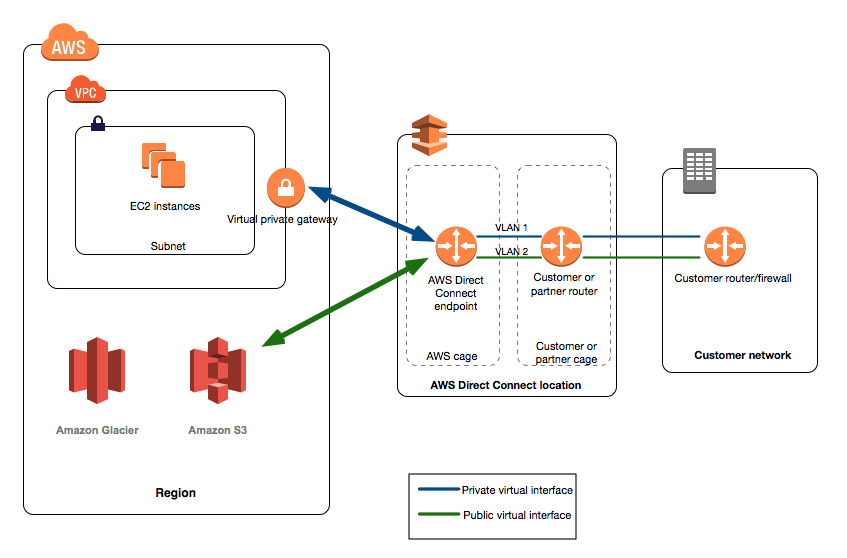 AWS
VPC
EC2 instances
Subnet
Virtual private gateway
Amazon Glacier
Amazon S3
Region
VLAN 1
VLAN 2
AWS Direct
Connect
endpoint
Customer or
partner router
AWS cage
Customer or
partner cage
AWS Direct Connect location
Customer router/firewall
Customer network
Private virtual interface
Public virtual interface